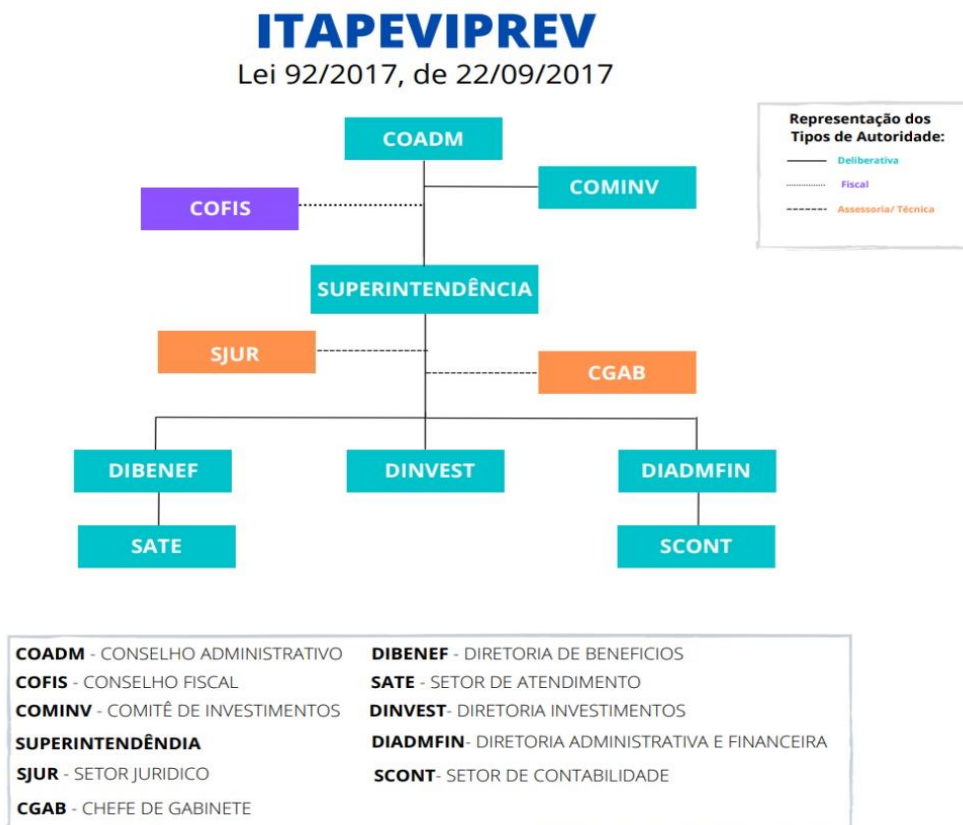 ITAPEVIPREV
Lei 92/2017, de 22/09/2017
Representação dos
Tipos de Autoridade:
Deliberativa
Fiscal
Assessoria/ Técnica
COADM
COMINV
COFIS
SUPERINTENDÊNCIA
SJUR
CGAB
DIBENEF
DINVEST
DIADMFIN
SATE
SCONT
COADM - CONSELHO ADMINISTRATIVO
COFIS - CONSELHO FISCAL
COMINV - COMITÊ DE INVESTIMENTOS
SUPERINTENDÊNDIA
SJUR - SETOR JURIDICO
CGAB - CHEFE DE GABINETE
DIBENEF - DIRETORIA DE BENEFICIOS
SATE - SETOR DE ATENDIMENTO
DINVEST- DIRETORIA INVESTIMENTOS
DIADMFIN- DIRETORIA ADMINISTRATIVA E FINANCEIRA
SCONT- SETOR DE CONTABILIDADE